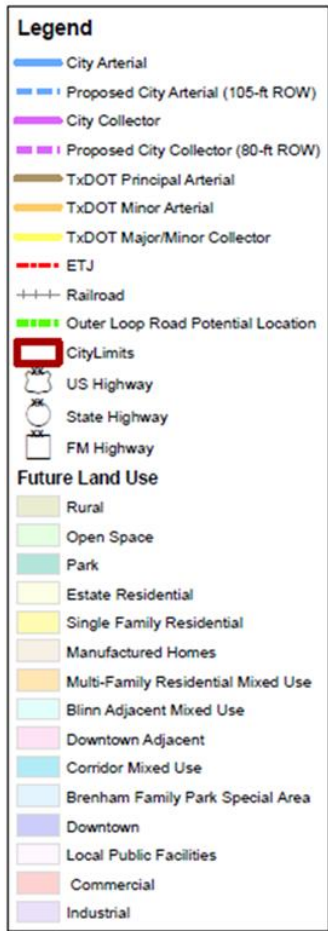 Legend
City Arterial
Proposed City Arterial (105-ft ROW)
City Collector
Proposed City Collector (80-ft ROW)
TxDOT Principal Arterial
TxDOT Minor Arterial
TxDOT Major/Minor Collector
ETJ
Railroad
Outer Loop Road Potential Location
CityLimits
XX
US Highway
XX
State Highway
XX
FM Highway
Future Land Use
Rural
Open Space
Park
Estate Residential
Single Family Residential
Manufactured Homes
Multi-Family Residential Mixed Use
Blinn Adjacent Mixed Use
Downtown Adjacent
Corridor Mixed Use
Brenham Family Park Special Area
Downtown
Local Public Facilities
Commercial
Industrial